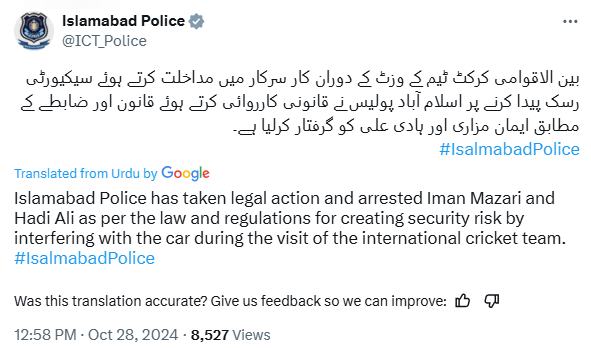 Islamabad Police
@ICT_Police
بین الاقوامی کرکٹ ٹیم کے وزٹ کے دوران کار سرکار میں مداخلت کرتے ہوئے سیکیورٹی
رسک پیدا کرنے پر اسلام آباد پولیس نے قانونی کارروائی کرتے ہوئے قانون اور ضابطے کے
مطابق ایمان مزاری اور ہادی علی کو گرفتار کرلیا ہے۔
#IsalmabadPolice
Translated from Urdu by Google
Islamabad Police has taken legal action and arrested Iman Mazari and
Hadi Ali as per the law and regulations for creating security risk by
interfering with the car during the visit of the international cricket team.
#IsalmabadPolice
Was this translation accurate? Give us feedback so we can improve:
12:58 PM · Oct 28, 2024 · 8,527 Views